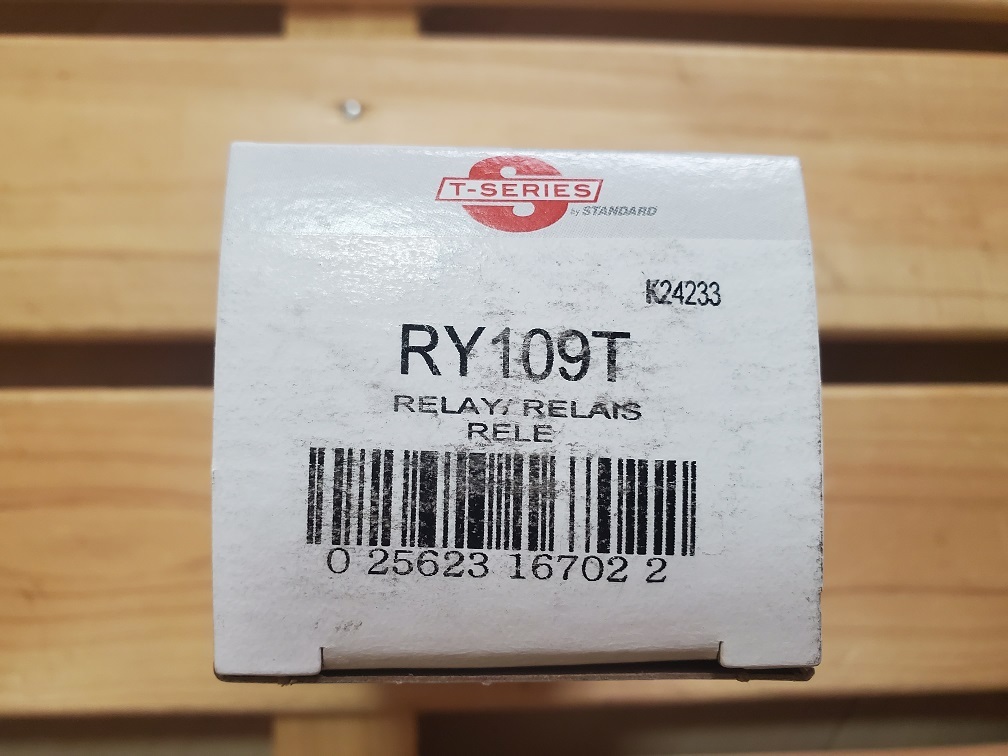 T-SERIES
by STANDARD
K24233
RY109T
RELAY/ RELAIS
RELE
0 25623 16702 2